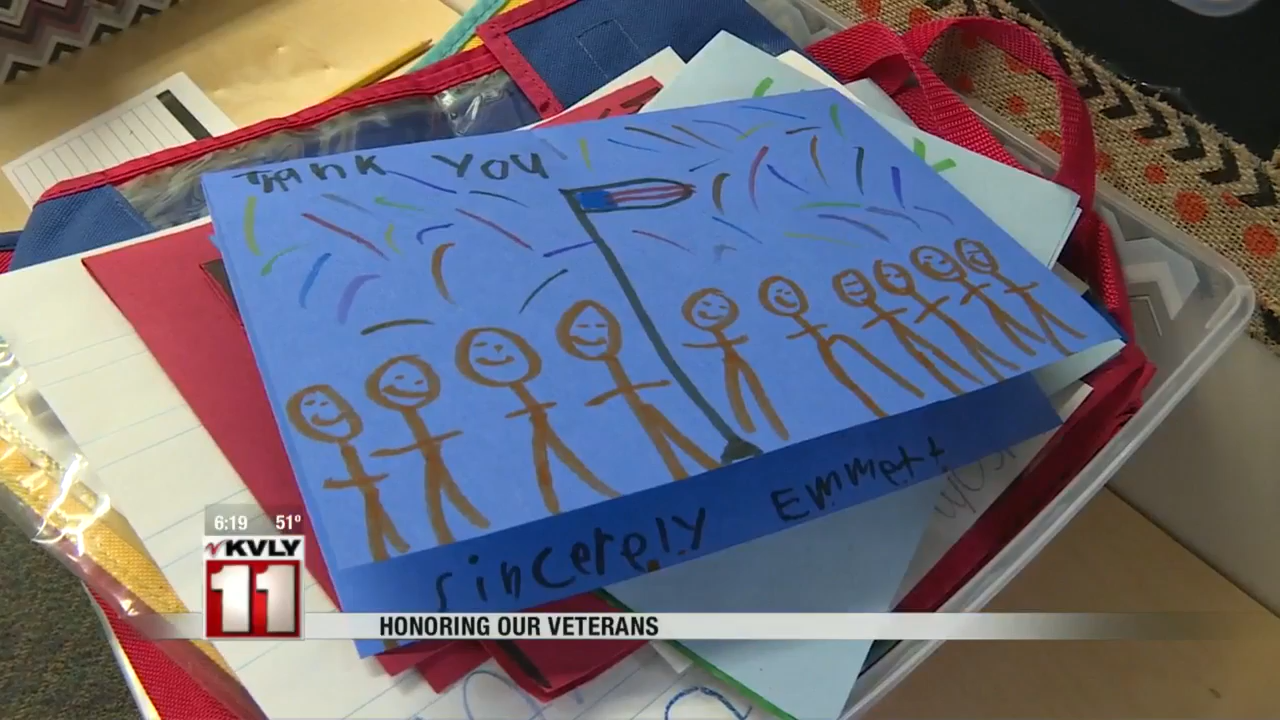 THANK YOU
sincerely Emmett
6:19 51°
KVLY
11
HONORING OUR VETERANS